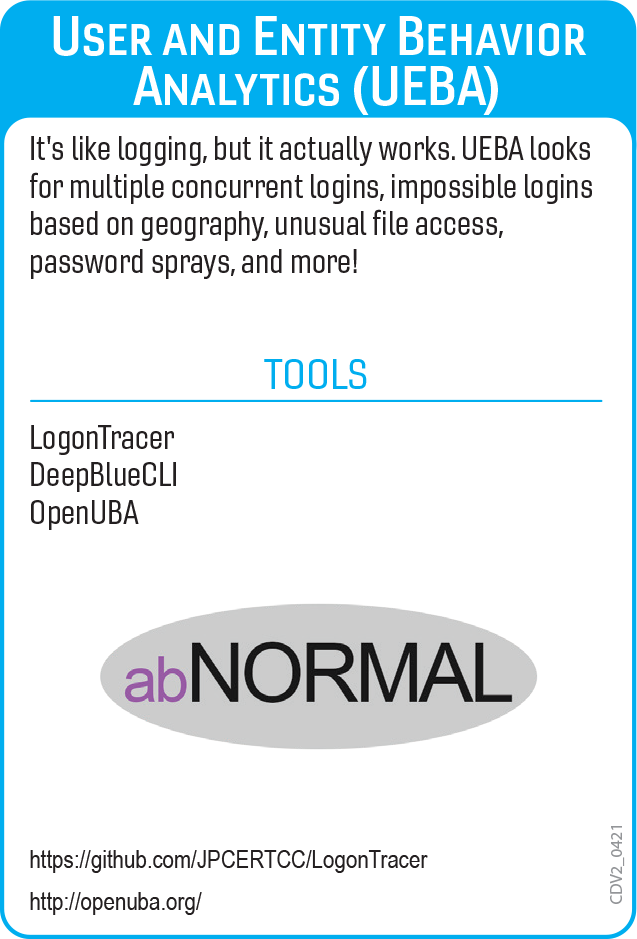 USER AND ENTITY BEHAVIOR
ANALYTICS (UEBA)
It's like logging, but it actually works. UEBA looks
for multiple concurrent logins, impossible logins
based on geography, unusual file access,
password sprays, and more!
TOOLS
LogonTracer
DeepBlueCLI
OpenUBA
abNORMAL
https://github.com/JPCERTCC/LogonTracer
http://openuba.org/
CDV2_0421